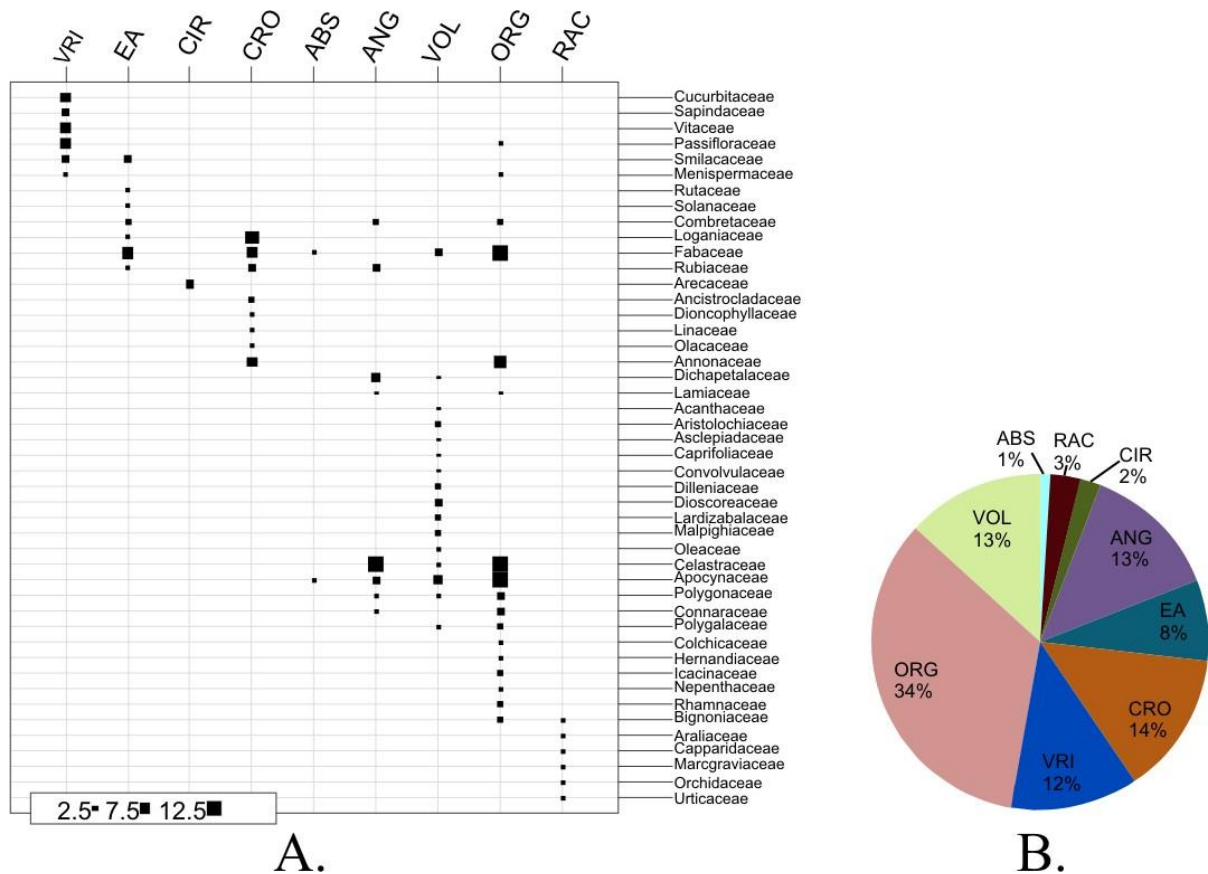 VRI EA CIR CRO ABS ANG VOL ORG RAC
Cucurbitaceae
Sapindaceae
Vitaceae
Passifloraceae
Smilacaceae
Menispermaceae
Rutaceae
Solanaceae
Combretaceae
Loganiaceae
Fabaceae
Rubiaceae
Arecaceae
Ancistrocladaceae
Dioncophyllaceae
Linaceae
Olacaceae
Annonaceae
Dichapetalaceae
Lamiaceae
Acanthaceae
Aristolochiaceae
Asclepiadaceae
Caprifoliaceae
Convolvulaceae
Dilleniaceae
Dioscoreaceae
Lardizabalaceae
Malpighiaceae
Oleaceae
Celastraceae
Apocynaceae
Polygonaceae
Connaraceae
Polygalaceae
Colchicaceae
Hernandiaceae
Icacinaceae
Nepenthaceae
Rhamnaceae
Bignoniaceae
Araliaceae
Capparidaceae
Marcgraviaceae
Orchidaceae
Urticaceae
2.5 7.5 12.5
A.
ABS
1%
RAC
3%
CIR
2%
VOL
13%
ANG
13%
EA
8%
ORG
34%
CRO
14%
VRI
12%
B.